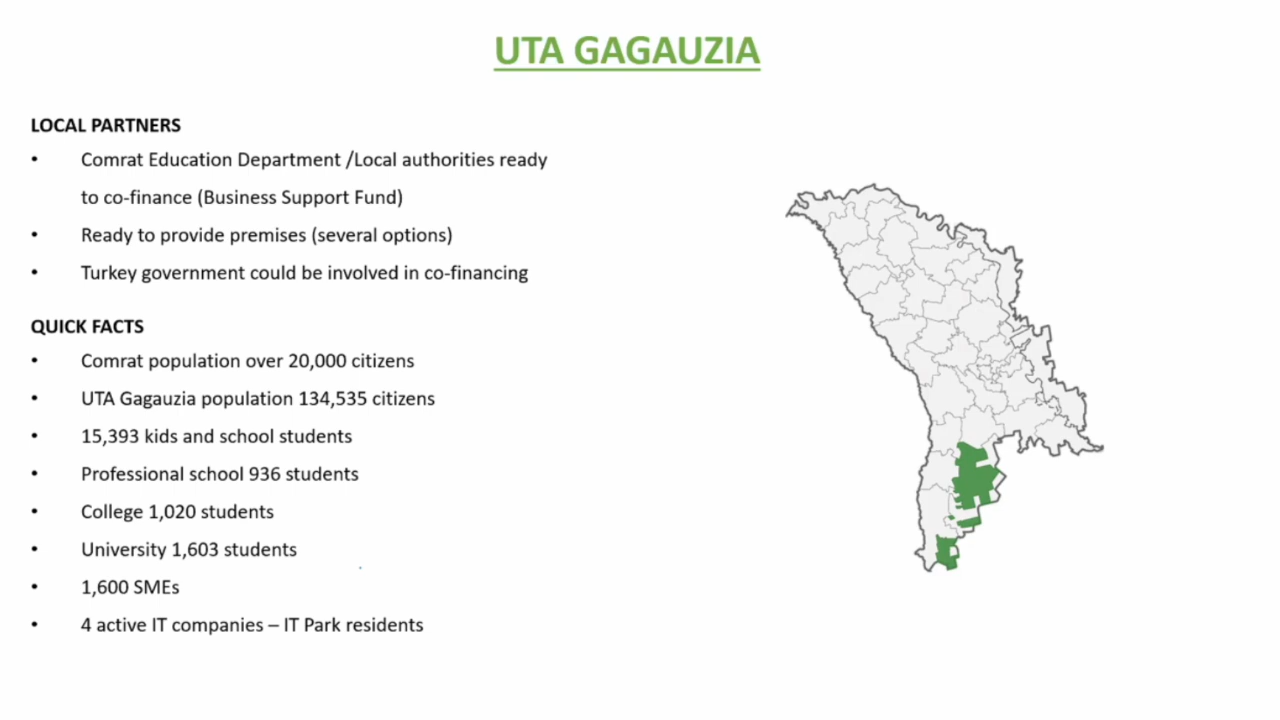 UTA GAGAUZIA
LOCAL PARTNERS
• Comrat Education Department /Local authorities ready
to co-finance (Business Support Fund)
• Ready to provide premises (several options)
• Turkey government could be involved in co-financing
QUICK FACTS
• Comrat population over 20,000 citizens
• UTA Gagauzia population 134,535 citizens
• 15,393 kids and school students
• Professional school 936 students
• College 1,020 students
• University 1,603 students
• 1,600 SMEs
• 4 active IT companies – IT Park residents